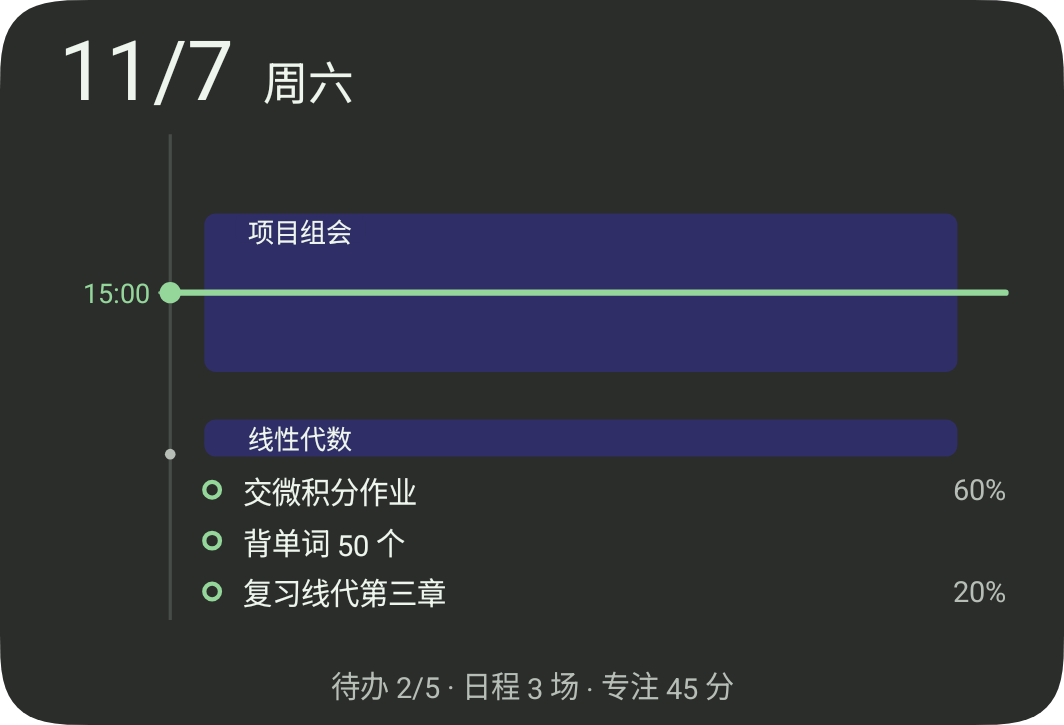 11/7 周六
项目组会
15:00
线性代数
交微积分作业 60%
背单词 50 个
复习线代第三章 20%
待办 2/5 · 日程 3 场 · 专注 45 分